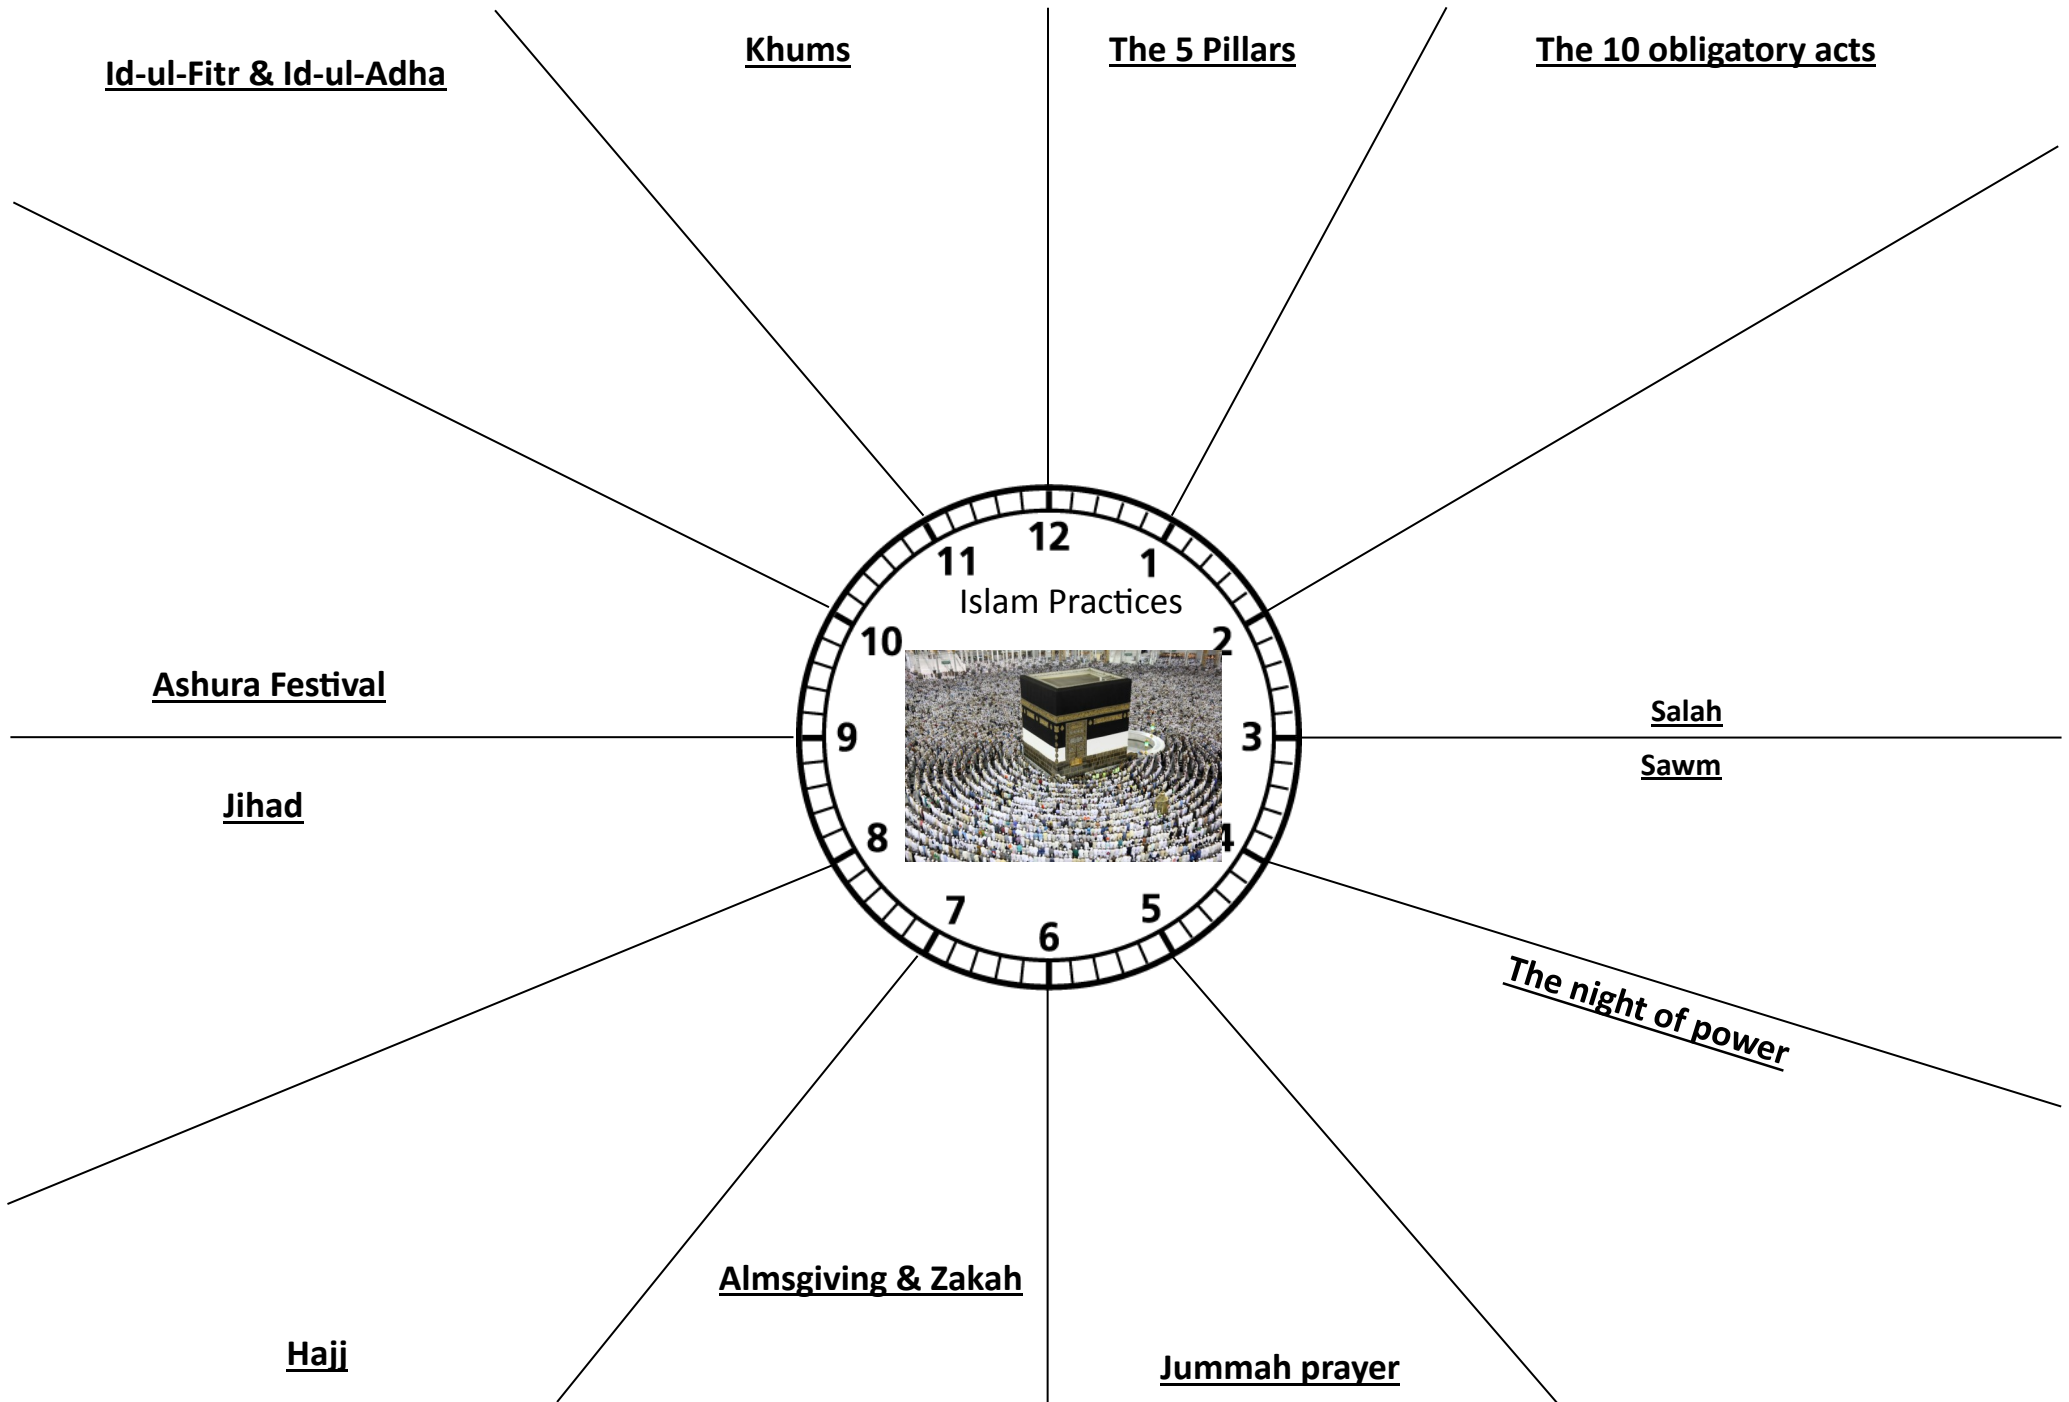 Id-ul-Fitr & Id-ul-Adha
Khums
The 5 Pillars
The 10 obligatory acts
12
11
1
Islam Practices
10
2
Ashura Festival
Salah
9
3
Sawm
Jihad
8
4
7
5
6
The night of power
Almsgiving & Zakah
Hajj
Jummah prayer